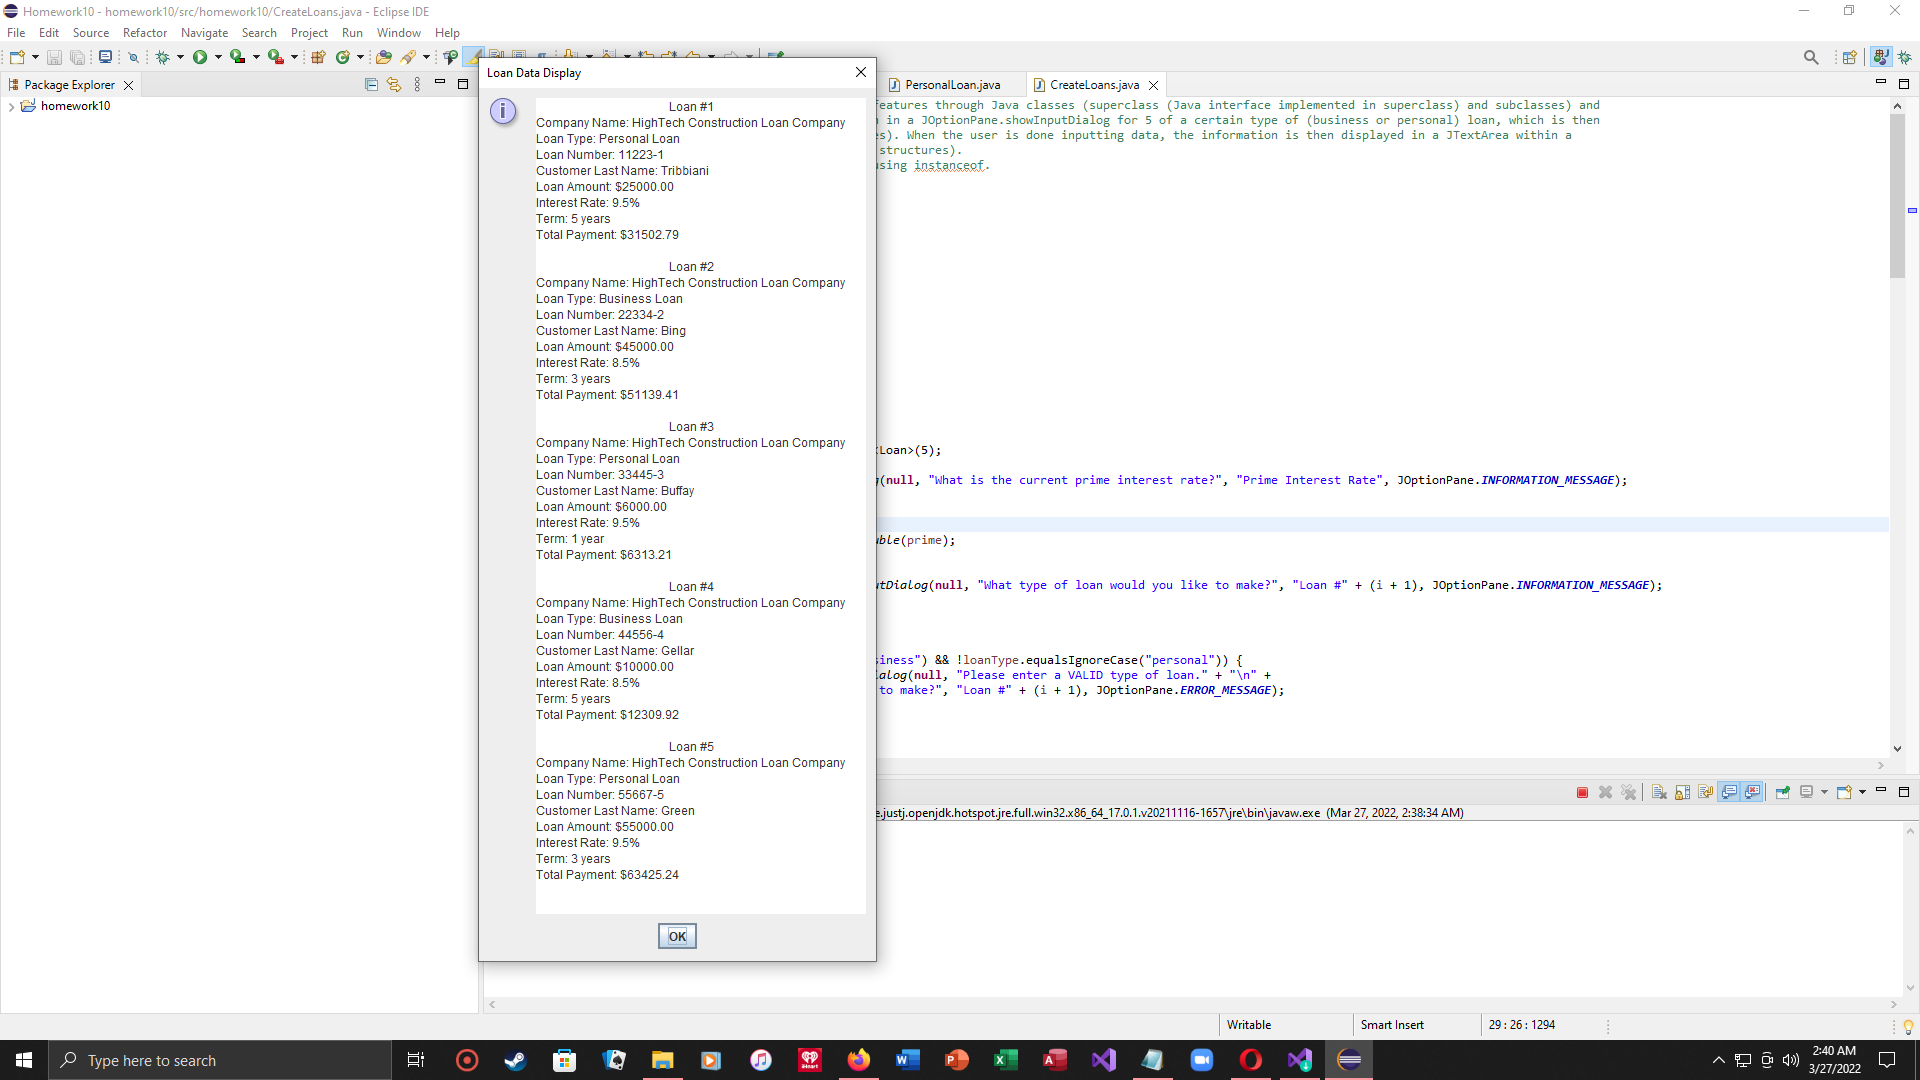 Homework10 - homework10/src/homework10/CreateLoans.java - Eclipse IDE
File Edit Source Refactor Navigate Search Project Run Window Help
Package Explorer
homework10
PersonalLoan.java
CreateLoans.java
Loan Data Display
Loan #1
Company Name: HighTech Construction Loan Company
Loan Type: Personal Loan
Loan Number: 11223-1
Customer Last Name: Tribbiani
Loan Amount: $25000.00
Interest Rate: 9.5%
Term: 5 years
Total Payment: $31502.79
Loan #2
Company Name: HighTech Construction Loan Company
Loan Type: Business Loan
Loan Number: 22334-2
Customer Last Name: Bing
Loan Amount: $45000.00
Interest Rate: 8.5%
Term: 3 years
Total Payment: $51139.41
Loan #3
Company Name: HighTech Construction Loan Company
Loan Type: Personal Loan
Loan Number: 33445-3
Customer Last Name: Buffay
Loan Amount: $6000.00
Interest Rate: 9.5%
Term: 1 year
Total Payment: $6313.21
Loan #4
Company Name: HighTech Construction Loan Company
Loan Type: Business Loan
Loan Number: 44556-4
Customer Last Name: Gellar
Loan Amount: $10000.00
Interest Rate: 8.5%
Term: 5 years
Total Payment: $12309.92
Loan #5
Company Name: HighTech Construction Loan Company
Loan Type: Personal Loan
Loan Number: 55667-5
Customer Last Name: Green
Loan Amount: $55000.00
Interest Rate: 9.5%
Term: 3 years
Total Payment: $63425.24
OK
features through Java classes (superclass (Java interface implemented in superclass) and subclasses) and
in a JOptionPane.showInputDialog for 5 of a certain type of (business or personal) loan, which is then
s). When the user is done inputting data, the information is then displayed in a JTextArea within a
structures).
sing instanceof.
Loan>(5);
(null, "What is the current prime interest rate?", "Prime Interest Rate", JOptionPane.INFORMATION_MESSAGE);
uble(prime);
utDialog(null, "What type of loan would you like to make?", "Loan #" + (i + 1), JOptionPane.INFORMATION_MESSAGE);
siness") && !loanType.equalsIgnoreCase("personal")) {
alog(null, "Please enter a VALID type of loan." + "\n" +
to make?", "Loan #" + (i + 1), JOptionPane.ERROR_MESSAGE);
e.justj.openjdk.hotspot.jre.full.win32.x86_64_17.0.1.v20211116-1657\jre\bin\javaw.exe (Mar 27, 2022, 2:38:34 AM)
Writable
Smart Insert
29 : 26 : 1294
Type here to search
iHeart
2:40 AM
3/27/2022